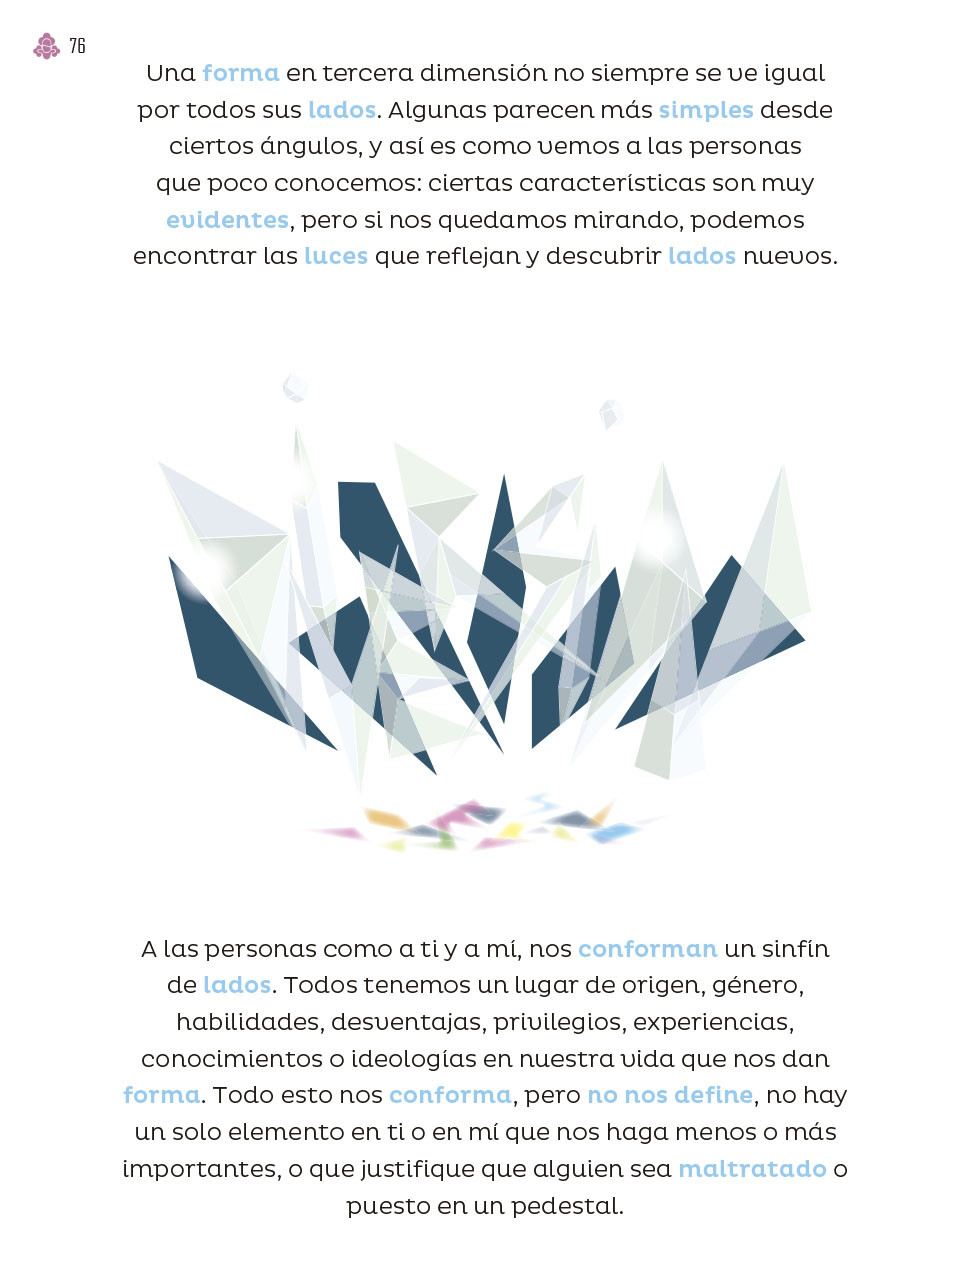 76
Una forma en tercera dimensión no siempre se ve igual
por todos sus lados. Algunas parecen más simples desde
ciertos ángulos, y así es como vemos a las personas
que poco conocemos: ciertas características son muy
evidentes, pero si nos quedamos mirando, podemos
encontrar las luces que reflejan y descubrir lados nuevos.
A las personas como a ti y a mí, nos conforman un sinfín
de lados. Todos tenemos un lugar de origen, género,
habilidades, desventajas, privilegios, experiencias,
conocimientos o ideologías en nuestra vida que nos dan
forma. Todo esto nos conforma, pero no nos define, no hay
un solo elemento en ti o en mí que nos haga menos o más
importantes, o que justifique que alguien sea maltratado o
puesto en un pedestal.